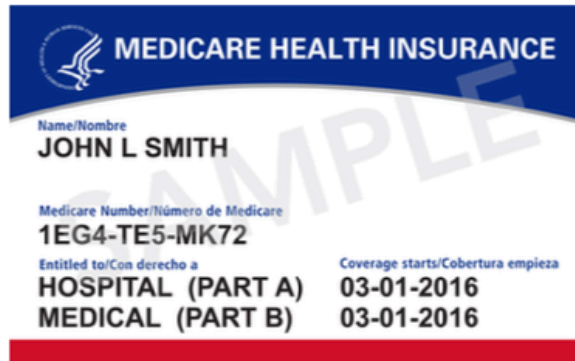 MEDICARE HEALTH INSURANCE
Name/Nombre
JOHN L SMITH
Medicare Number/Número de Medicare
1EG4-TE5-MK72
Entitled to/Con derecho a Coverage starts/Cobertura empieza
HOSPITAL (PART A) 03-01-2016
MEDICAL (PART B) 03-01-2016
SAMPLE